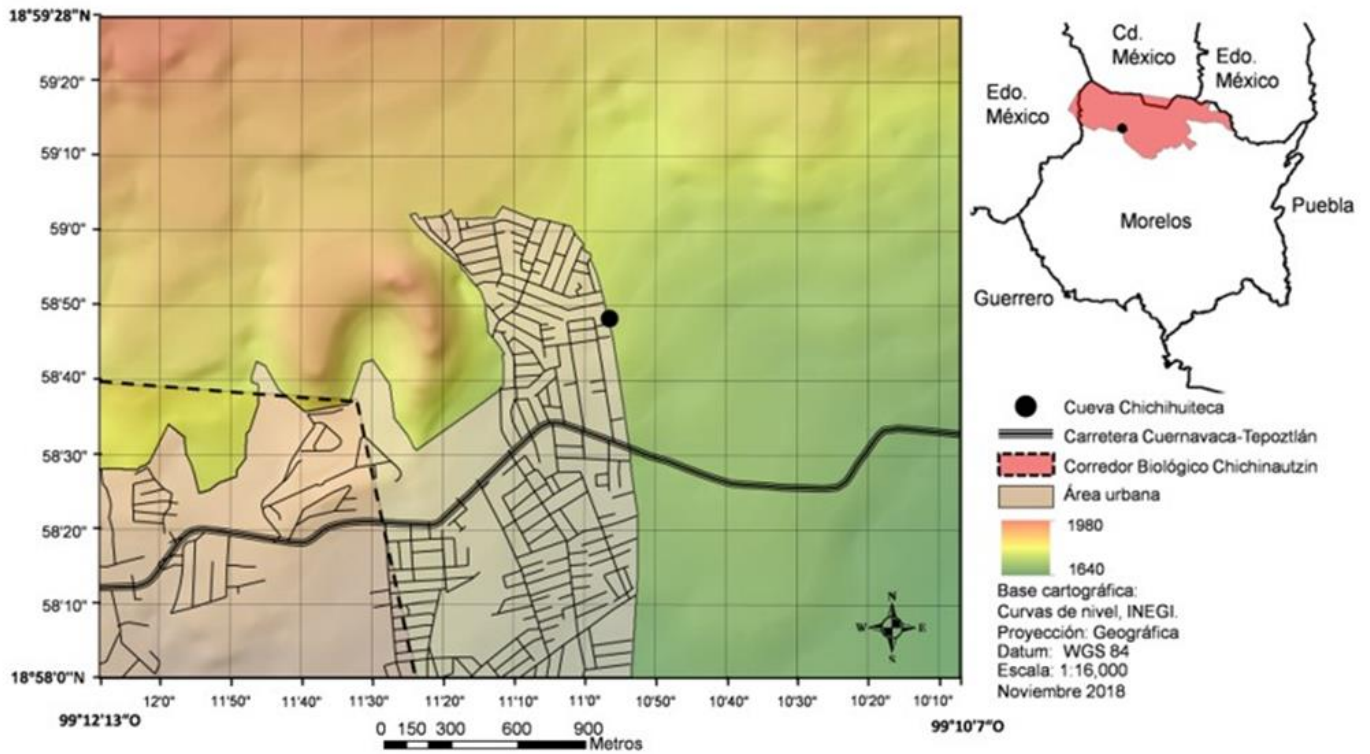 18°59'28"N
59'20"
59'10"
59'0"
58'50"
58'40"
58'30"
58'20"
58'10"
18°58'0"N
12'0" 11'50" 11'40" 11'30" 11'20" 11'10" 11'0" 10'50" 10'40" 10'30" 10'20" 10'10"
99°12'13"O
99°10'7"O
0 150 300 600 900
Metros
N
W E
S
Cd.
México
Edo.
México
Edo.
México
Morelos
Puebla
Guerrero
Cueva Chichihuiteca
Carretera Cuernavaca-Tepoztlán
Corredor Biológico Chichinautzin
Área urbana
1980
1640
Base cartográfica:
Curvas de nivel, INEGI.
Proyección: Geográfica
Datum: WGS 84
Escala: 1:16,000
Noviembre 2018